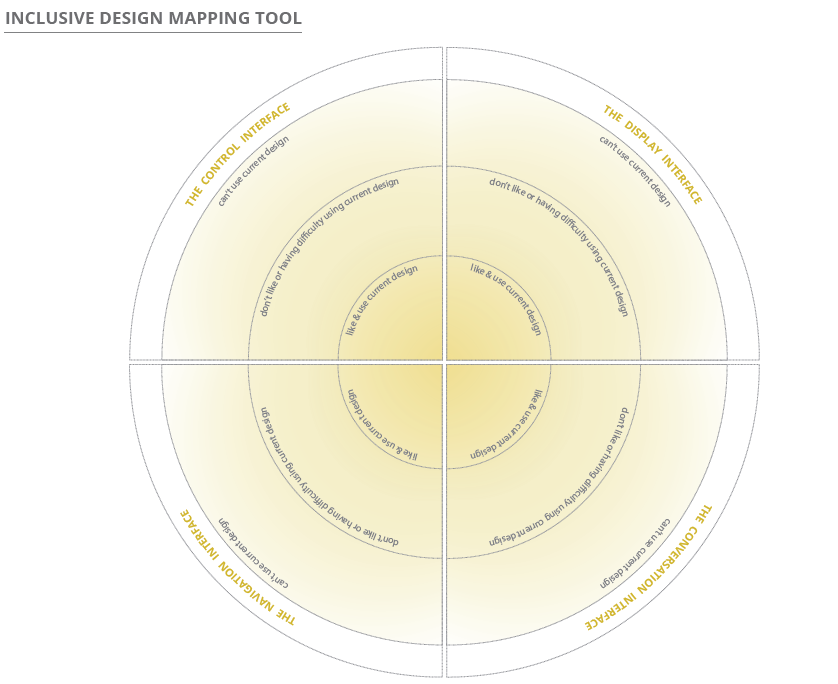 INCLUSIVE DESIGN MAPPING TOOL
THE CONTROL INTERFACE
can't use current design
don't like or having difficulty using current design
like & use current design
THE DISPLAY INTERFACE
can't use current design
don't like or having difficulty using current design
like & use current design
like & use current design
don't like or having difficulty using current design
can't use current design
THE NAVIGATION INTERFACE
like & use current design
don't like or having difficulty using current design
can't use current design
THE CONVERSATION INTERFACE